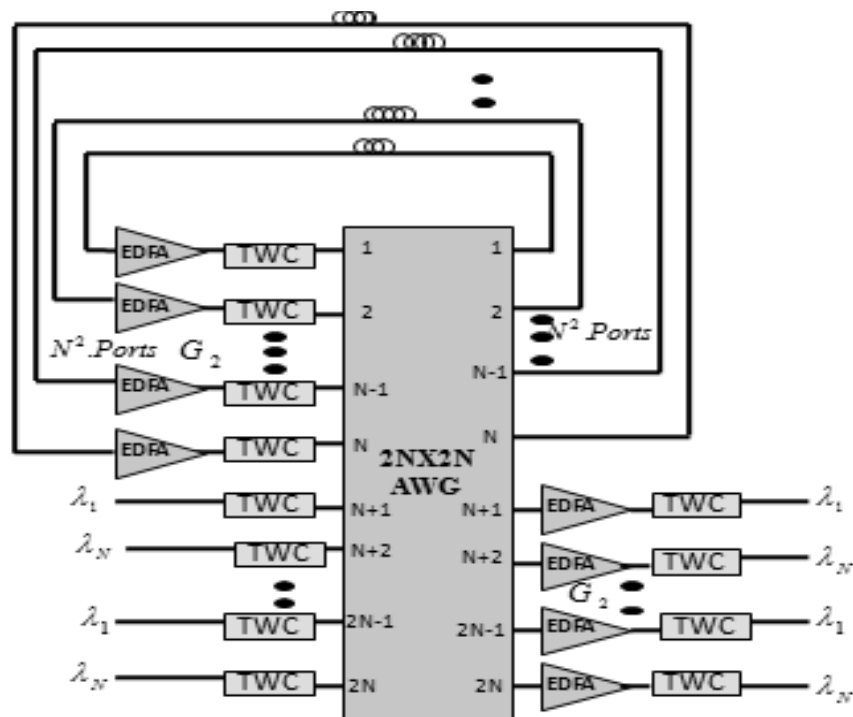 EDFA TWC 1 1
EDFA TWC 2 2
N².Ports G₂ N².Ports
EDFA TWC N-1 N-1
EDFA TWC N N
2NX2N
AWG
λ₁ TWC N+1 N+1 EDFA TWC λ₁
λ_N TWC N+2 N+2 EDFA TWC λ_N
G₂
λ₁ TWC 2N-1 2N-1 EDFA TWC λ₁
λ_N TWC 2N 2N EDFA TWC λ_N